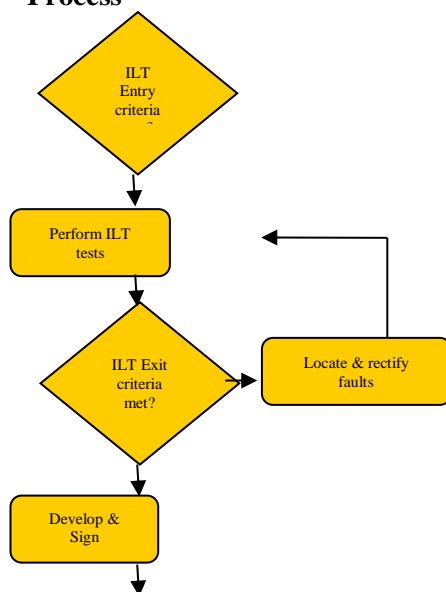 Process
ILT
Entry
criteria
Perform ILT
tests
ILT Exit
criteria
met?
Locate & rectify
faults
Develop &
Sign